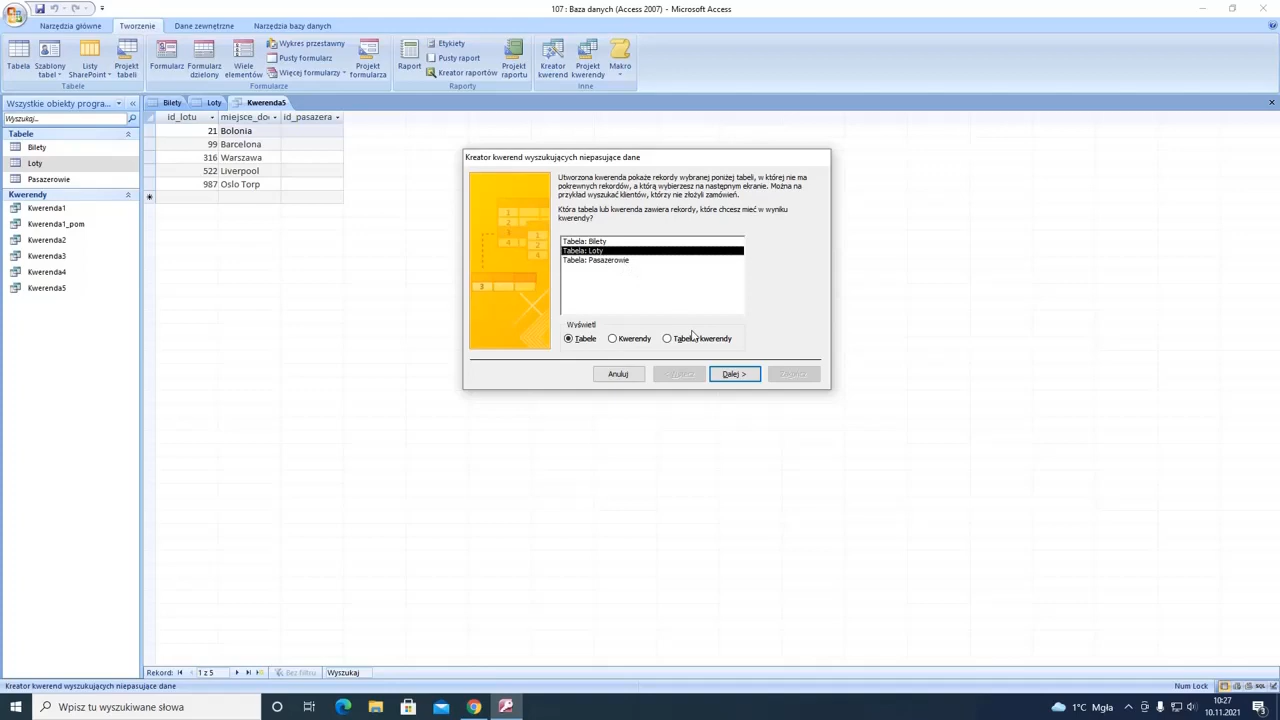 107 : Baza danych (Access 2007) - Microsoft Access
Narzędzia główne Tworzenie Dane zewnętrzne Narzędzia bazy danych
Tabela
Szablony tabel
Listy SharePoint
Projekt tabeli
Tabele
Formularz
Formularz dzielony
Wiele elementów
Wykres przestawny
Pusty formularz
Więcej formularzy
Projekt formularza
Formularze
Raport
Etykiety
Pusty raport
Kreator raportów
Projekt raportu
Raporty
Kreator kwerend
Projekt kwerendy
Makro
Inne
Wszystkie obiekty progra...
Wyszukaj...
Tabele
Bilety
Loty
Pasazerowie
Kwerendy
Kwerenda1
Kwerenda1_pom
Kwerenda2
Kwerenda3
Kwerenda4
Kwerenda5
Bilety Loty Kwerenda5
id_lotu miejsce_do id_pasazera
21 Bolonia
99 Barcelona
316 Warszawa
522 Liverpool
987 Oslo Torp
Kreator kwerend wyszukujących niepasujące dane
Utworzona kwerenda pokaże rekordy wybranej poniżej tabeli, w której nie ma
pokrewnych rekordów, a którą wybierzesz na następnym ekranie. Można na
przykład wyszukać klientów, którzy nie złożyli zamówień.
Która tabela lub kwerenda zawiera rekordy, które chcesz mieć w wyniku
kwerendy?
Tabela: Bilety
Tabela: Loty
Tabela: Pasazerowie
Wyświetl
Tabele Kwerendy kwerendy
Anuluj Dalej >
Rekord: 1 z 5 Bez filtru Wyszukaj
Kreator kwerend wyszukujących niepasujące dane Num Lock SQL
Wpisz tu wyszukiwane słowa 1°C Mgła 10:27
10.11.2021